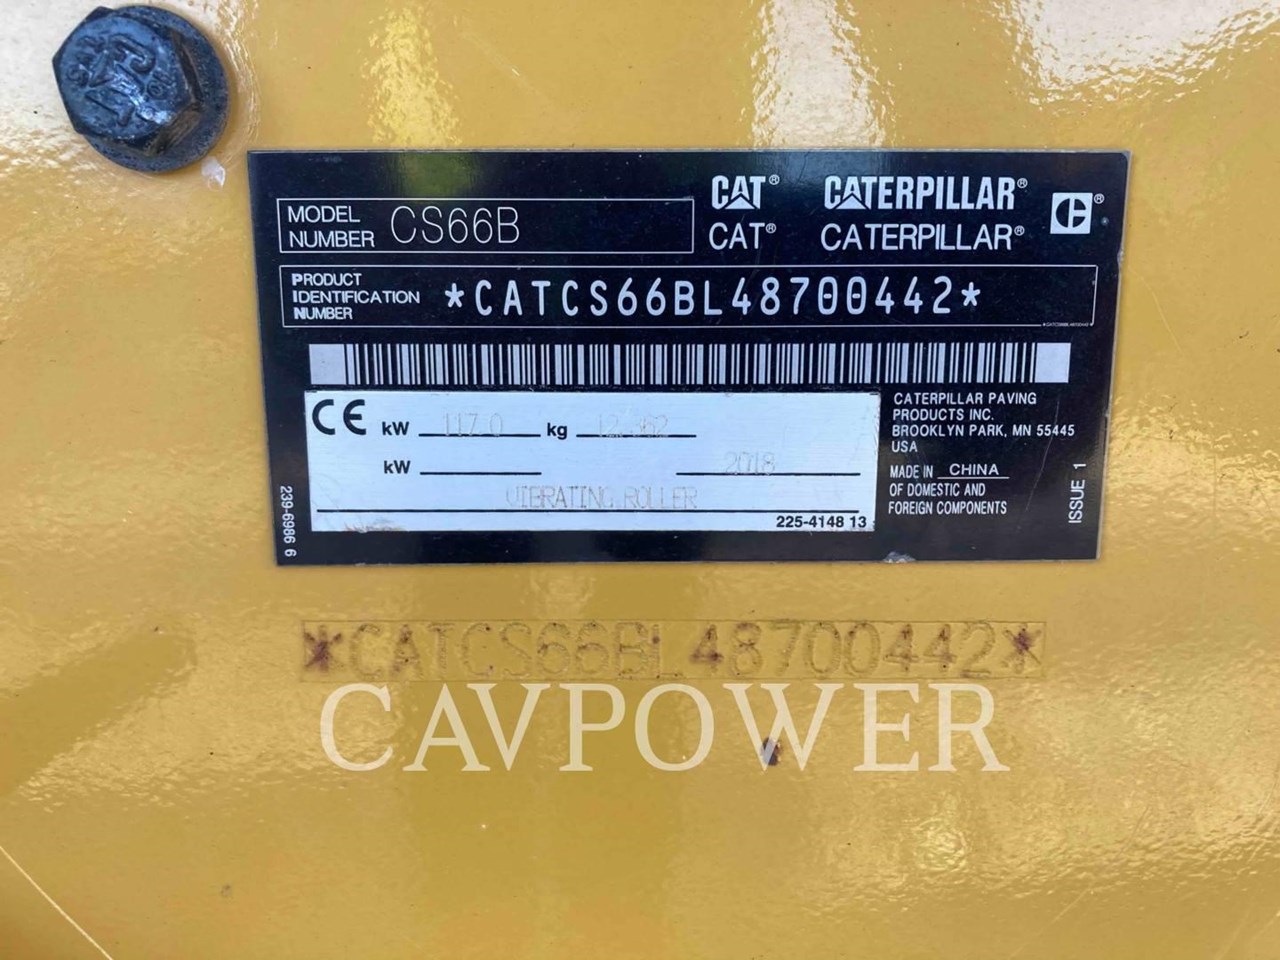 MODEL NUMBER CS66B
CAT® CATERPILLAR® ®
CAT® CATERPILLAR®
PRODUCT
IDENTIFICATION
NUMBER
*CATCS66BL48700442*
CE kW 117.0 kg
kW 2018
VIBRATING ROLLER
225-4148 13
239-6986 6
CATERPILLAR PAVING
PRODUCTS INC.
BROOKLYN PARK, MN 55445
USA
MADE IN CHINA
OF DOMESTIC AND
FOREIGN COMPONENTS
ISSUE 1
*CATCS66BL48700442*
CAVPOWER